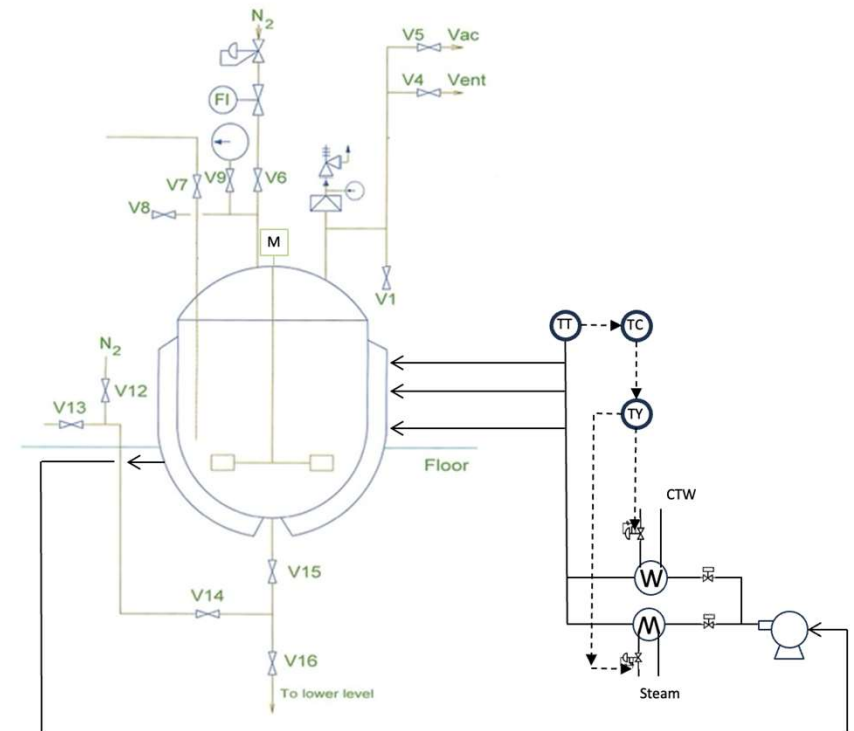 N2
V5 Vac
V4 Vent
FI
V7 V9 V6
V8
M
V1
TT TC
N2
V12
V13
TY
Floor
CTW
V15
W
V14
M
V16
To lower level
Steam